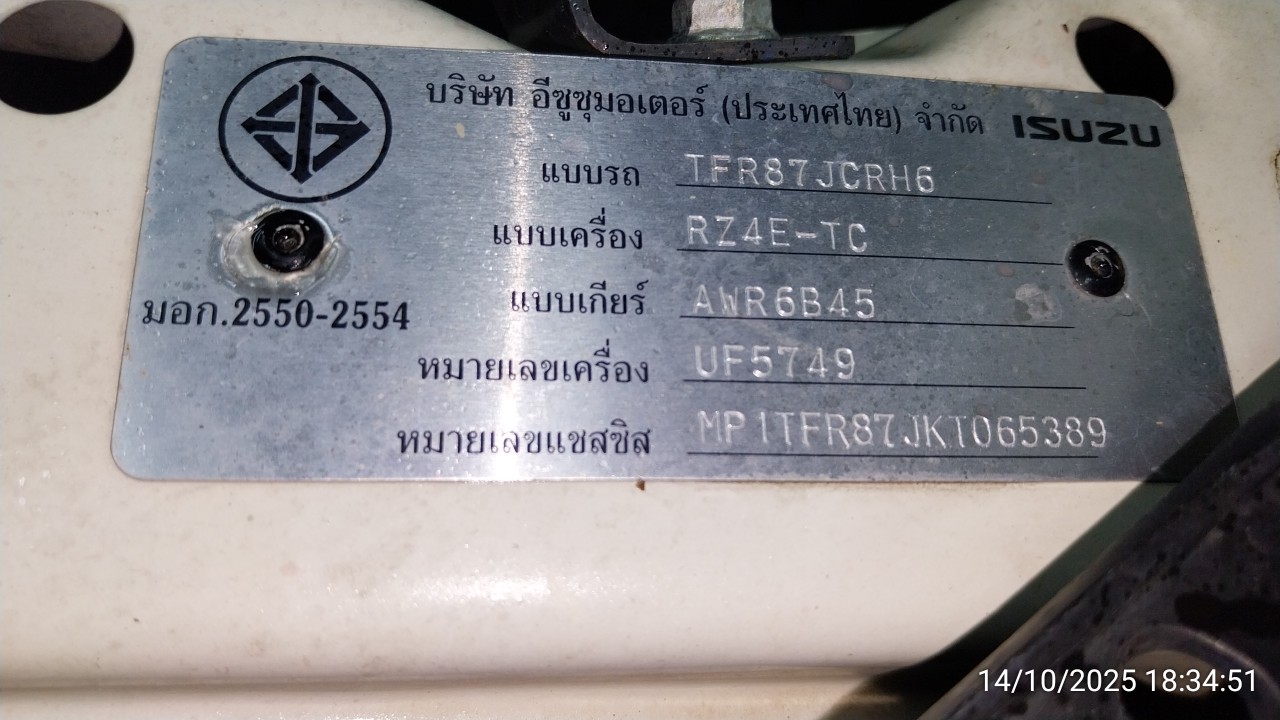 บริษัท อีซูซุมอเตอร์ (ประเทศไทย) จำกัด ISUZU
แบบรถ TFR87JCRH6
แบบเครื่อง RZ4E-TC
แบบเกียร์ AWR6B45
มอก.2550-2554
หมายเลขเครื่อง UF5749
หมายเลขแชสซิส MP1TFR87JKT065389
14/10/2025 18:34:51